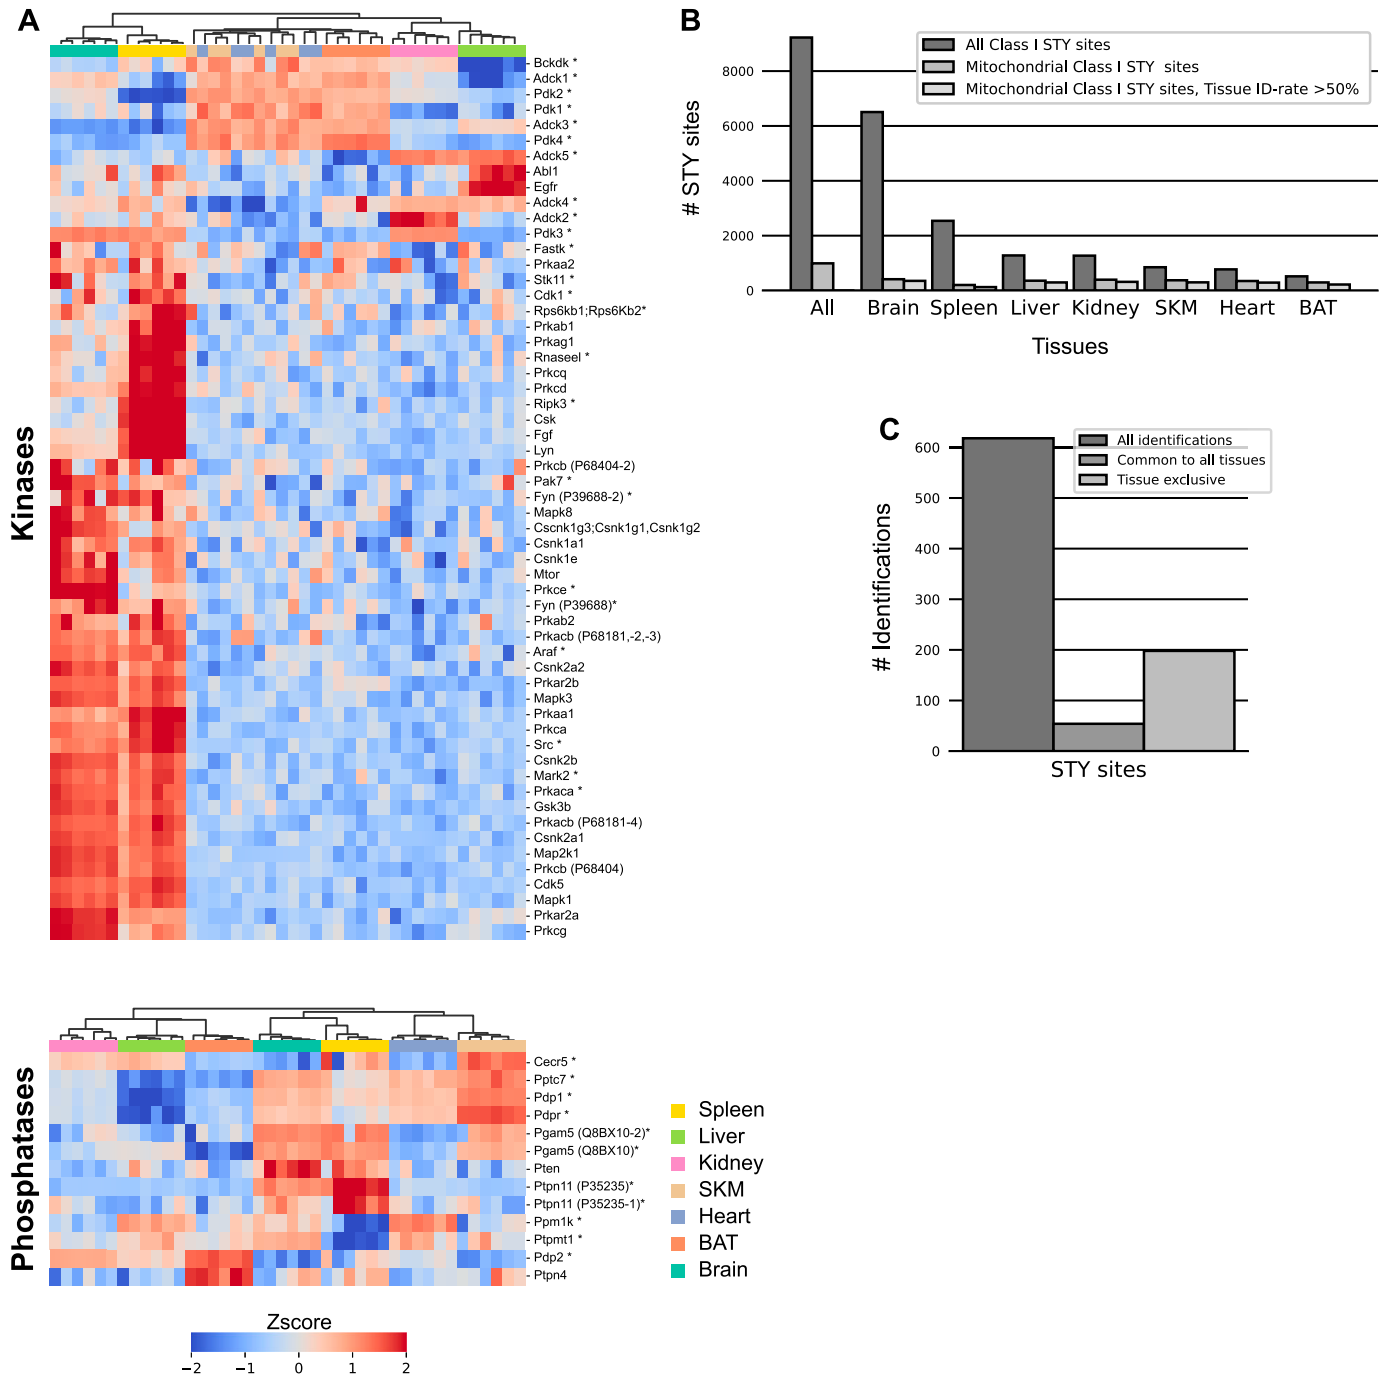 A
Kinases
Bckdk *
Adck1 *
Pdk2 *
Pdk1 *
Adck3 *
Pdk4 *
Adck5 *
Abl1
Egfr
Adck4 *
Adck2 *
Pdk3 *
Fastk *
Prkaa2
Stk11 *
Cdk1 *
Rps6kb1;Rps6Kb2*
Prkab1
Prkag1
Rnaseel *
Prkcq
Prkcd
Ripk3 *
Csk
Fgf
Lyn
Prkcb (P68404-2)
Pak7 *
Fyn (P39688-2) *
Mapk8
Cscnk1g3;Csnk1g1,Csnk1g2
Csnk1a1
Csnk1e
Mtor
Prkce *
Fyn (P39688)*
Prkab2
Prkacb (P68181,-2,-3)
Araf *
Csnk2a2
Prkar2b
Mapk3
Prkaa1
Prkca
Src *
Csnk2b
Mark2 *
Prkaca *
Gsk3b
Prkacb (P68181-4)
Csnk2a1
Map2k1
Prkcb (P68404)
Cdk5
Mapk1
Prkar2a
Prkcg
Phosphatases
Cecr5 *
Pptc7 *
Pdp1 *
Pdpr *
Pgam5 (Q8BX10-2)*
Pgam5 (Q8BX10)*
Pten
Ptpn11 (P35235)*
Ptpn11 (P35235-1)*
Ppm1k *
Ptpmt1 *
Pdp2 *
Ptpn4
Zscore
−2 −1 0 1 2
Spleen
Liver
Kidney
SKM
Heart
BAT
Brain
B
# STY sites
8000
6000
4000
2000
0
All Class I STY sites
Mitochondrial Class I STY sites
Mitochondrial Class I STY sites, Tissue ID-rate >50%
All Brain Spleen Liver Kidney SKM Heart BAT
Tissues
C
# Identifications
600
500
400
300
200
100
0
All identifications
Common to all tissues
Tissue exclusive
STY sites